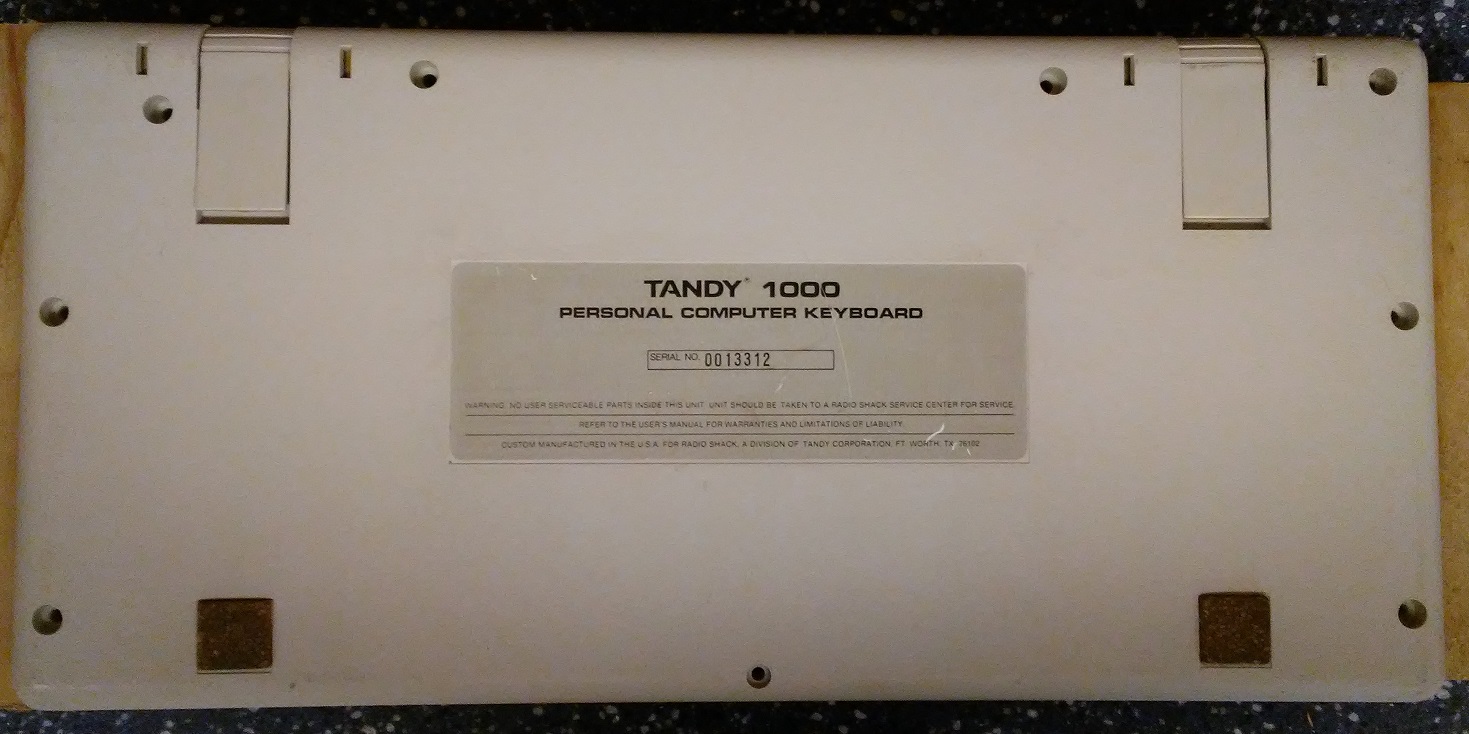 TANDY® 1000
PERSONAL COMPUTER KEYBOARD
SERIAL NO. 0013312
WARNING: NO USER SERVICEABLE PARTS INSIDE THIS UNIT. UNIT SHOULD BE TAKEN TO A RADIO SHACK SERVICE CENTER FOR SERVICE.
REFER TO THE USER'S MANUAL FOR WARRANTIES AND LIMITATIONS OF LIABILITY.
CUSTOM MANUFACTURED IN THE U.S.A. FOR RADIO SHACK, A DIVISION OF TANDY CORPORATION, FT. WORTH, TX 76102